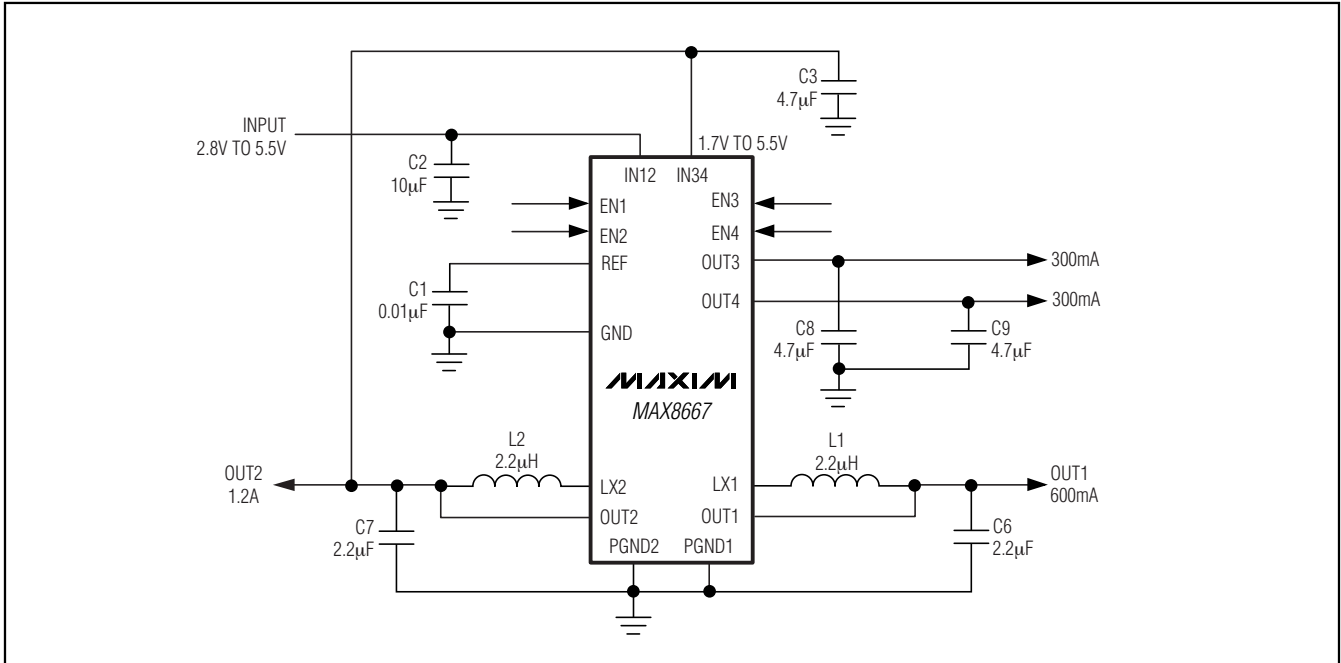 C3
4.7µF
INPUT
2.8V TO 5.5V
1.7V TO 5.5V
C2
10µF
IN12 IN34
EN1
EN3
EN2
EN4
REF
OUT3
300mA
C1
0.01µF
OUT4
300mA
GND
C8
4.7µF
C9
4.7µF
MAXIM
MAX8667
L2
2.2µH
L1
2.2µH
OUT2
1.2A
LX2
LX1
OUT1
600mA
OUT2
OUT1
C7
2.2µF
PGND2 PGND1
C6
2.2µF